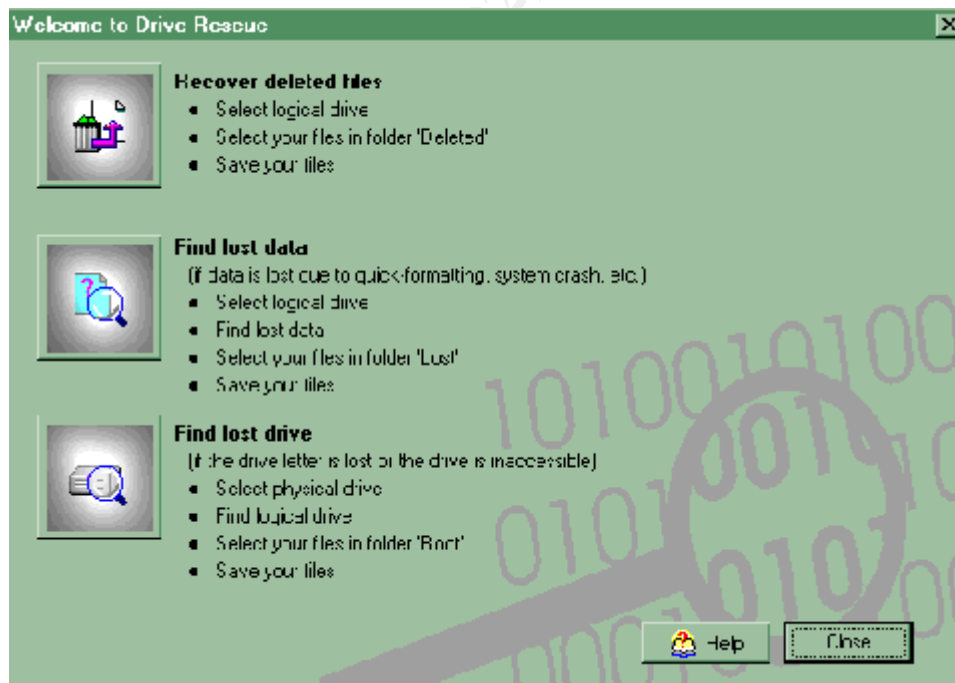 Welcome to Drive Rescue
Recover deleted files
Select logical drive
Select your files in folder 'Deleted'
Save your files
Find lost data
(if data is lost due to quick-formatting, system crash, etc.)
Select logical drive
Find lost data
Select your files in folder 'Lost'
Save your files
Find lost drive
(if the drive letter is lost or the drive is inaccessible)
Select physical drive
Find logical drive
Select your files in folder 'Root'
Save your files
Help
Close